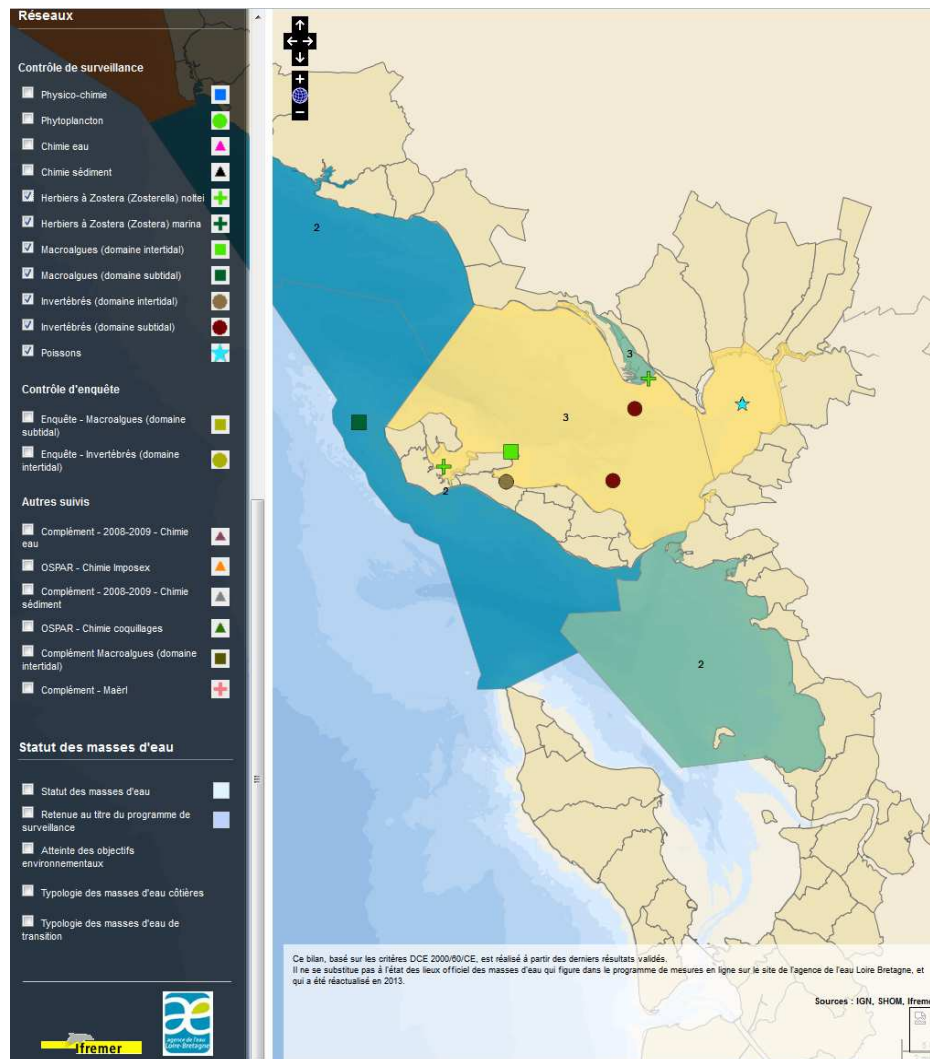 Réseaux
Contrôle de surveillance
Physico-chimie
Phytoplancton
Chimie eau
Chimie sédiment
Herbiers à Zostera (Zosterella) noltei
Herbiers à Zostera (Zostera) marina
Macroalgues (domaine intertidal)
Macroalgues (domaine subtidal)
Invertébrés (domaine intertidal)
Invertébrés (domaine subtidal)
Poissons
Contrôle d'enquête
Enquête - Macroalgues (domaine
subtidal)
Enquête - Invertébrés (domaine
intertidal)
Autres suivis
Complément - 2008-2009 - Chimie
eau
OSPAR - Chimie Imposex
Complément - 2008-2009 - Chimie
sédiment
OSPAR - Chimie coquillages
Complément Macroalgues (domaine
intertidal)
Complément - Maërl
Statut des masses d'eau
Statut des masses d'eau
Retenue au titre du programme de
surveillance
Atteinte des objectifs
environnementaux
Typologie des masses d'eau côtières
Typologie des masses d'eau de
transition
Ifremer
agence de l'eau
Loire-Bretagne
2
3
3
2
2
Ce bilan, basé sur les critères DCE 2000/60/CE, est réalisé à partir des derniers résultats validés.
Il ne se substitue pas à l'état des lieux officiel des masses d'eau qui figure dans le programme de mesures en ligne sur le site de l'agence de l'eau Loire Bretagne, et
qui a été réactualisé en 2013.
Sources : IGN, SHOM, Ifreme